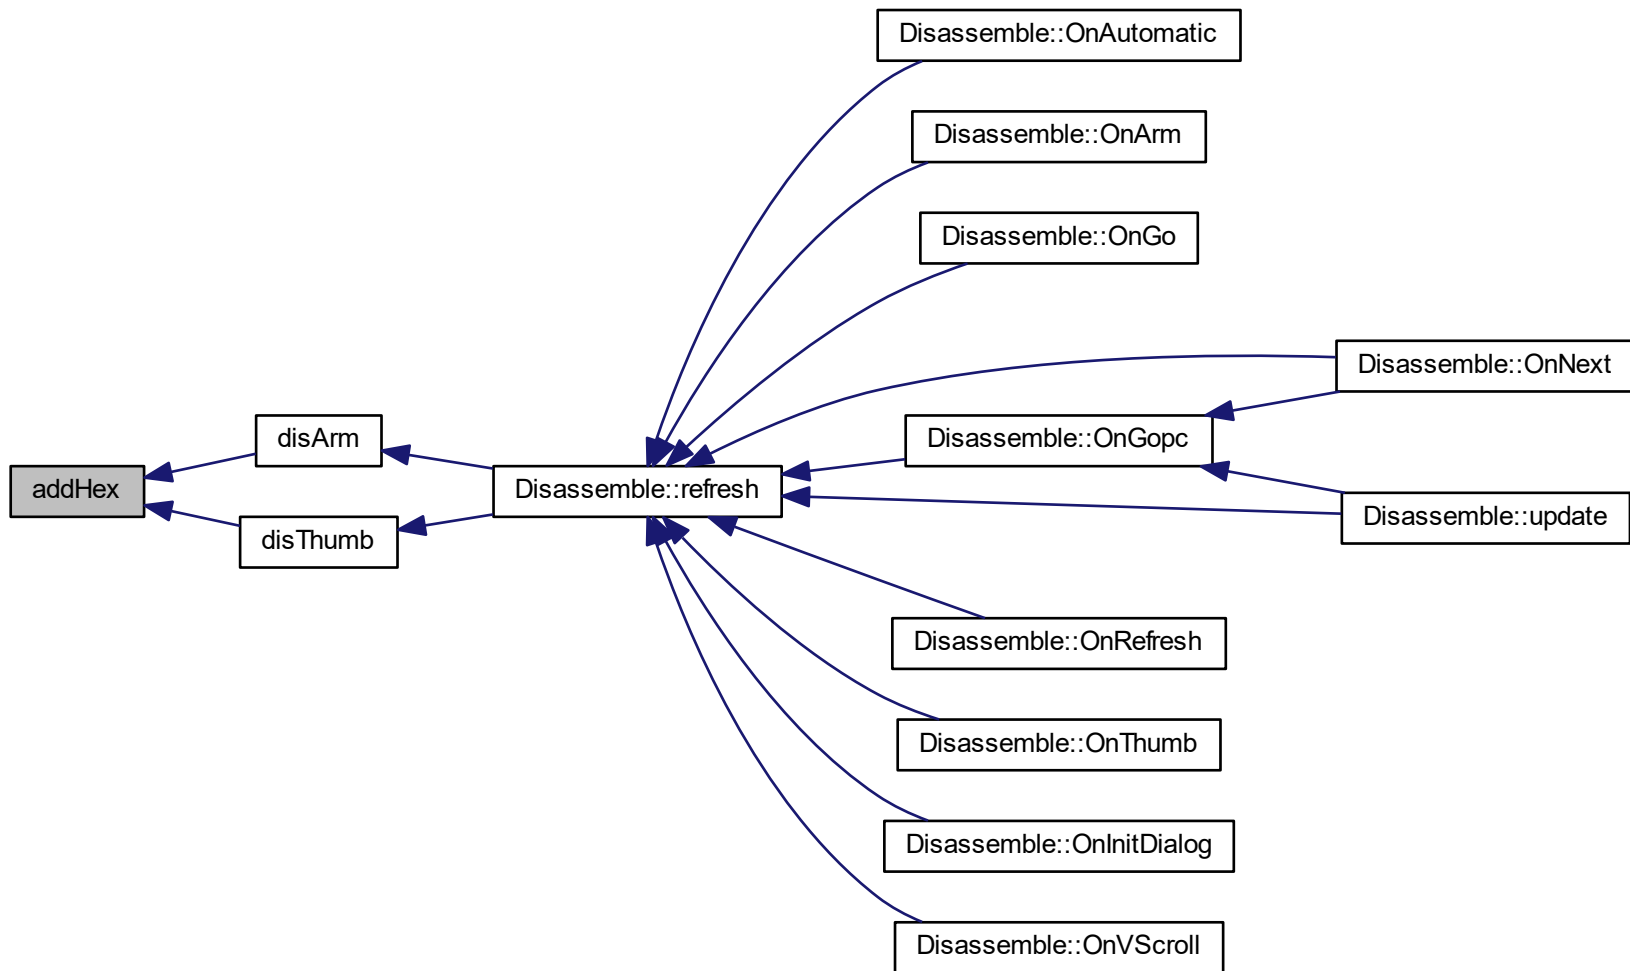 Disassemble::OnAutomatic
Disassemble::OnArm
Disassemble::OnGo
Disassemble::OnNext
disArm
Disassemble::OnGopc
addHex
Disassemble::refresh
Disassemble::update
disThumb
Disassemble::OnRefresh
Disassemble::OnThumb
Disassemble::OnInitDialog
Disassemble::OnVScroll